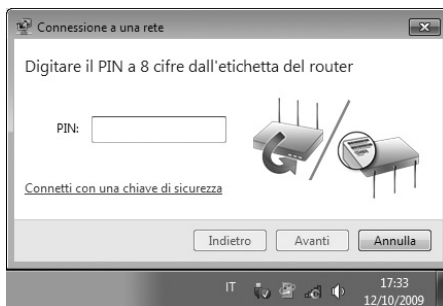 Connessione a una rete
Digitare il PIN a 8 cifre dall'etichetta del router
PIN:
Connetti con una chiave di sicurezza
Indietro
Avanti
Annulla
IT
17:33
12/10/2009